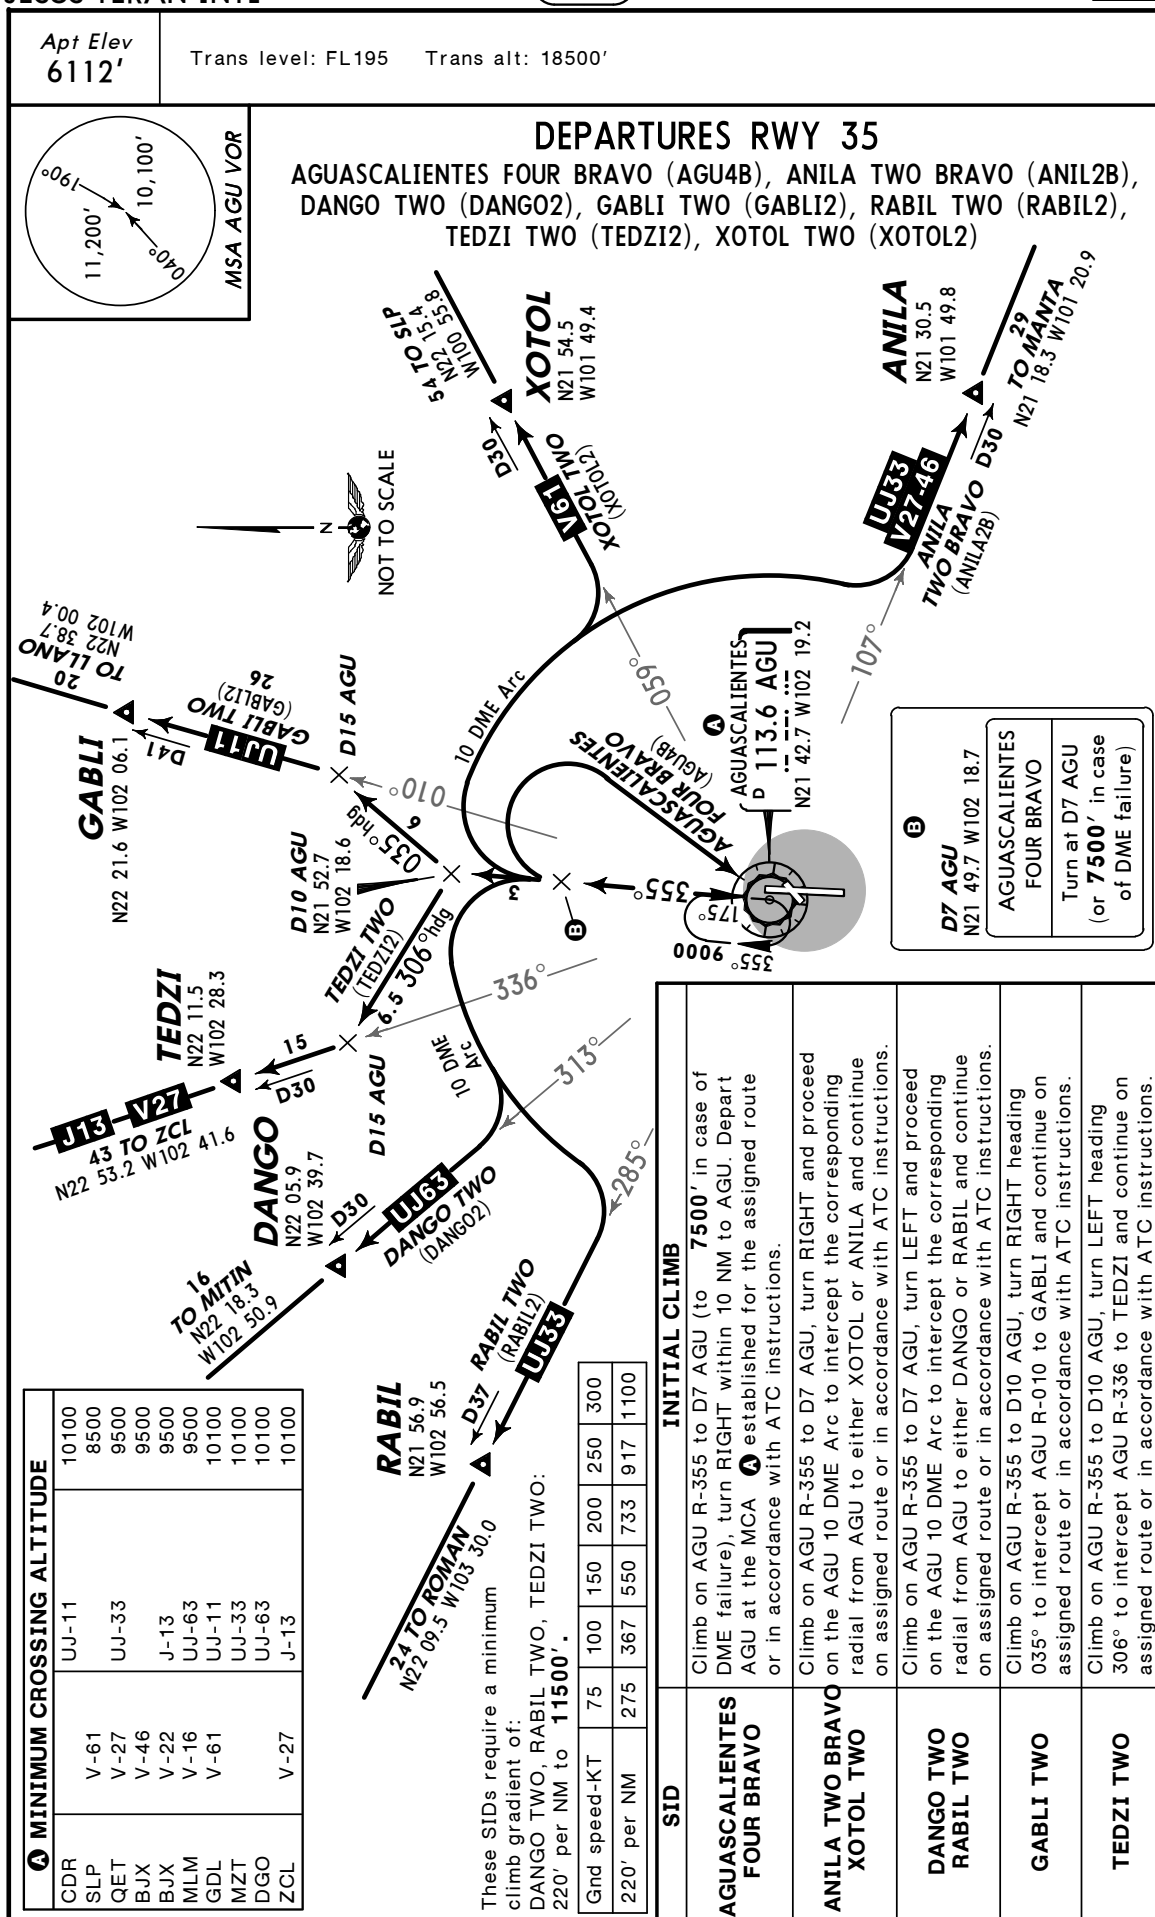 Apt Elev
6112'
Trans level: FL195 Trans alt: 18500'
MSA AGU VOR
190°
10,100'
11,200'
040°
DEPARTURES RWY 35
AGUASCALIENTES FOUR BRAVO (AGU4B), ANILA TWO BRAVO (ANIL2B),
DANGO TWO (DANGO2), GABLI TWO (GABLI2), RABIL TWO (RABIL2),
TEDZI TWO (TEDZI2), XOTOL TWO (XOTOL2)
54 TO SLP
N22 15.4
W100 55.8
XOTOL
N21 54.5
W101 49.4
D30
V61
XOTOL TWO
(XOTOL2)
ANILA
N21 30.5
W101 49.8
29
TO MANTA
N21 18.3 W101 20.9
D30
UJ33
V27-46
ANILA
TWO BRAVO
(ANILA2B)
N
NOT TO SCALE
20
TO LLANO
N22 38.7
W102 00.4
GABLI
N22 21.6 W102 06.1
D41
UJ11
26
GABLI TWO
(GABLI2)
D15 AGU
010°
6
035°hdg
10 DME Arc
059°
107°
AGUASCALIENTES
FOUR BRAVO
(AGU4B)
A
AGUASCALIENTES
D 113.6 AGU
N21 42.7 W102 19.2
D10 AGU
N21 52.7
W102 18.6
3
B
355°
175°
9000
355°
TEDZI
N22 11.5
W102 28.3
TEDZI TWO
(TEDZI2)
6.5 306°hdg
336°
15
D30
D15 AGU
J13
V27
43 TO ZCL
N22 53.2 W102 41.6
10 DME
Arc
313°
DANGO
N22 05.9
W102 39.7
D30
UJ63
DANGO TWO
(DANGO2)
16
TO MITIN
N22 18.3
W102 50.9
285°
RABIL
N21 56.9
W102 56.5
D37
RABIL TWO
(RABIL2)
UJ33
24 TO ROMAN
N22 09.5 W103 30.0
B
D7 AGU
N21 49.7 W102 18.7
AGUASCALIENTES
FOUR BRAVO
Turn at D7 AGU
(or 7500' in case
of DME failure)
A MINIMUM CROSSING ALTITUDE
CDR UJ-11 10100
SLP V-61 8500
QET V-27 UJ-33 9500
BJX V-46 9500
BJX V-22 J-13 9500
MLM V-16 UJ-63 9500
GDL V-61 UJ-11 10100
MZT UJ-33 10100
DGO UJ-63 10100
ZCL V-27 J-13 10100
These SIDs require a minimum
climb gradient of:
DANGO TWO, RABIL TWO, TEDZI TWO:
220' per NM to 11500'.
Gnd speed-KT 75 100 150 200 250 300
220' per NM 275 367 550 733 917 1100
SID INITIAL CLIMB
AGUASCALIENTES
FOUR BRAVO
Climb on AGU R-355 to D7 AGU (to 7500' in case of
DME failure), turn RIGHT within 10 NM to AGU. Depart
AGU at the MCA A established for the assigned route
or in accordance with ATC instructions.
ANILA TWO BRAVO
XOTOL TWO
Climb on AGU R-355 to D7 AGU, turn RIGHT and proceed
on the AGU 10 DME Arc to intercept the corresponding
radial from AGU to either XOTOL or ANILA and continue
on assigned route or in accordance with ATC instructions.
DANGO TWO
RABIL TWO
Climb on AGU R-355 to D7 AGU, turn LEFT and proceed
on the AGU 10 DME Arc to intercept the corresponding
radial from AGU to either DANGO or RABIL and continue
on assigned route or in accordance with ATC instructions.
GABLI TWO
Climb on AGU R-355 to D10 AGU, turn RIGHT heading
035° to intercept AGU R-010 to GABLI and continue on
assigned route or in accordance with ATC instructions.
TEDZI TWO
Climb on AGU R-355 to D10 AGU, turn LEFT heading
306° to intercept AGU R-336 to TEDZI and continue on
assigned route or in accordance with ATC instructions.